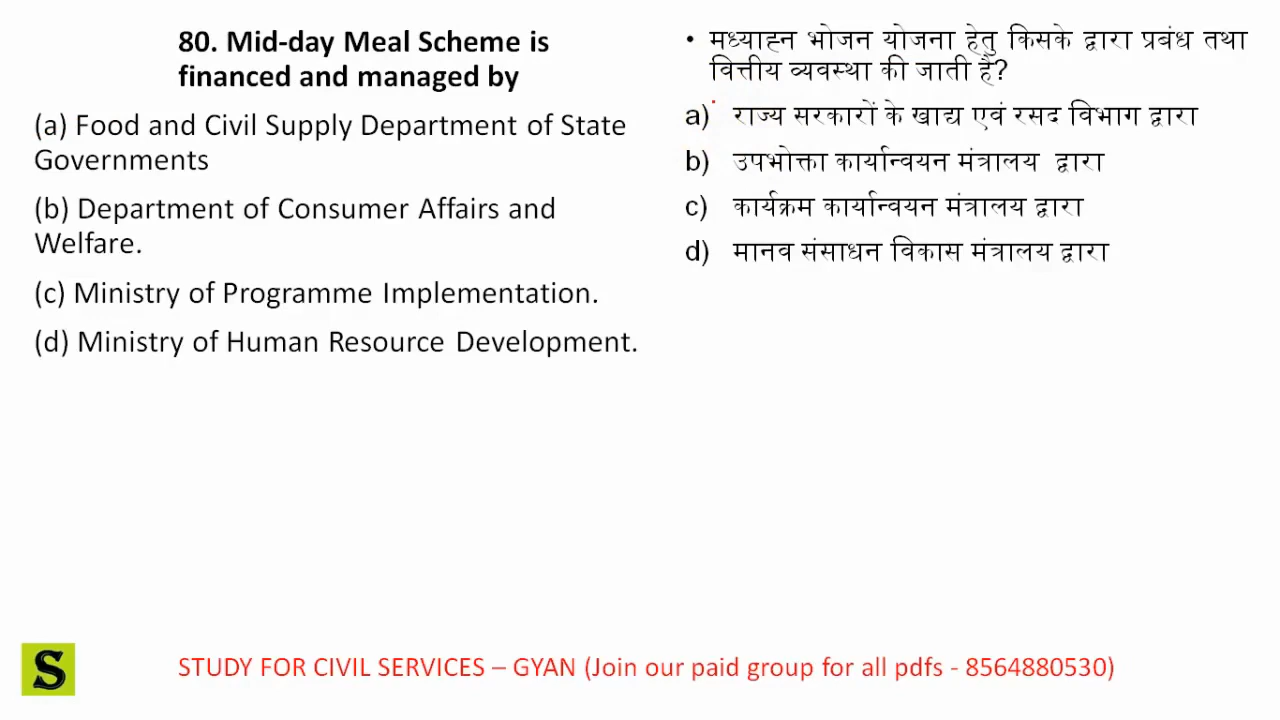 80. Mid-day Meal Scheme is
financed and managed by
(a) Food and Civil Supply Department of State
Governments
(b) Department of Consumer Affairs and
Welfare.
(c) Ministry of Programme Implementation.
(d) Ministry of Human Resource Development.
• मध्याह्न भोजन योजना हेतु किसके द्वारा प्रबंध तथा
वित्तीय व्यवस्था की जाती है?
a) राज्य सरकारों के खाद्य एवं रसद विभाग द्वारा
b) उपभोक्ता कार्यान्वयन मंत्रालय द्वारा
c) कार्यक्रम कार्यान्वयन मंत्रालय द्वारा
d) मानव संसाधन विकास मंत्रालय द्वारा
S
STUDY FOR CIVIL SERVICES – GYAN (Join our paid group for all pdfs - 8564880530)